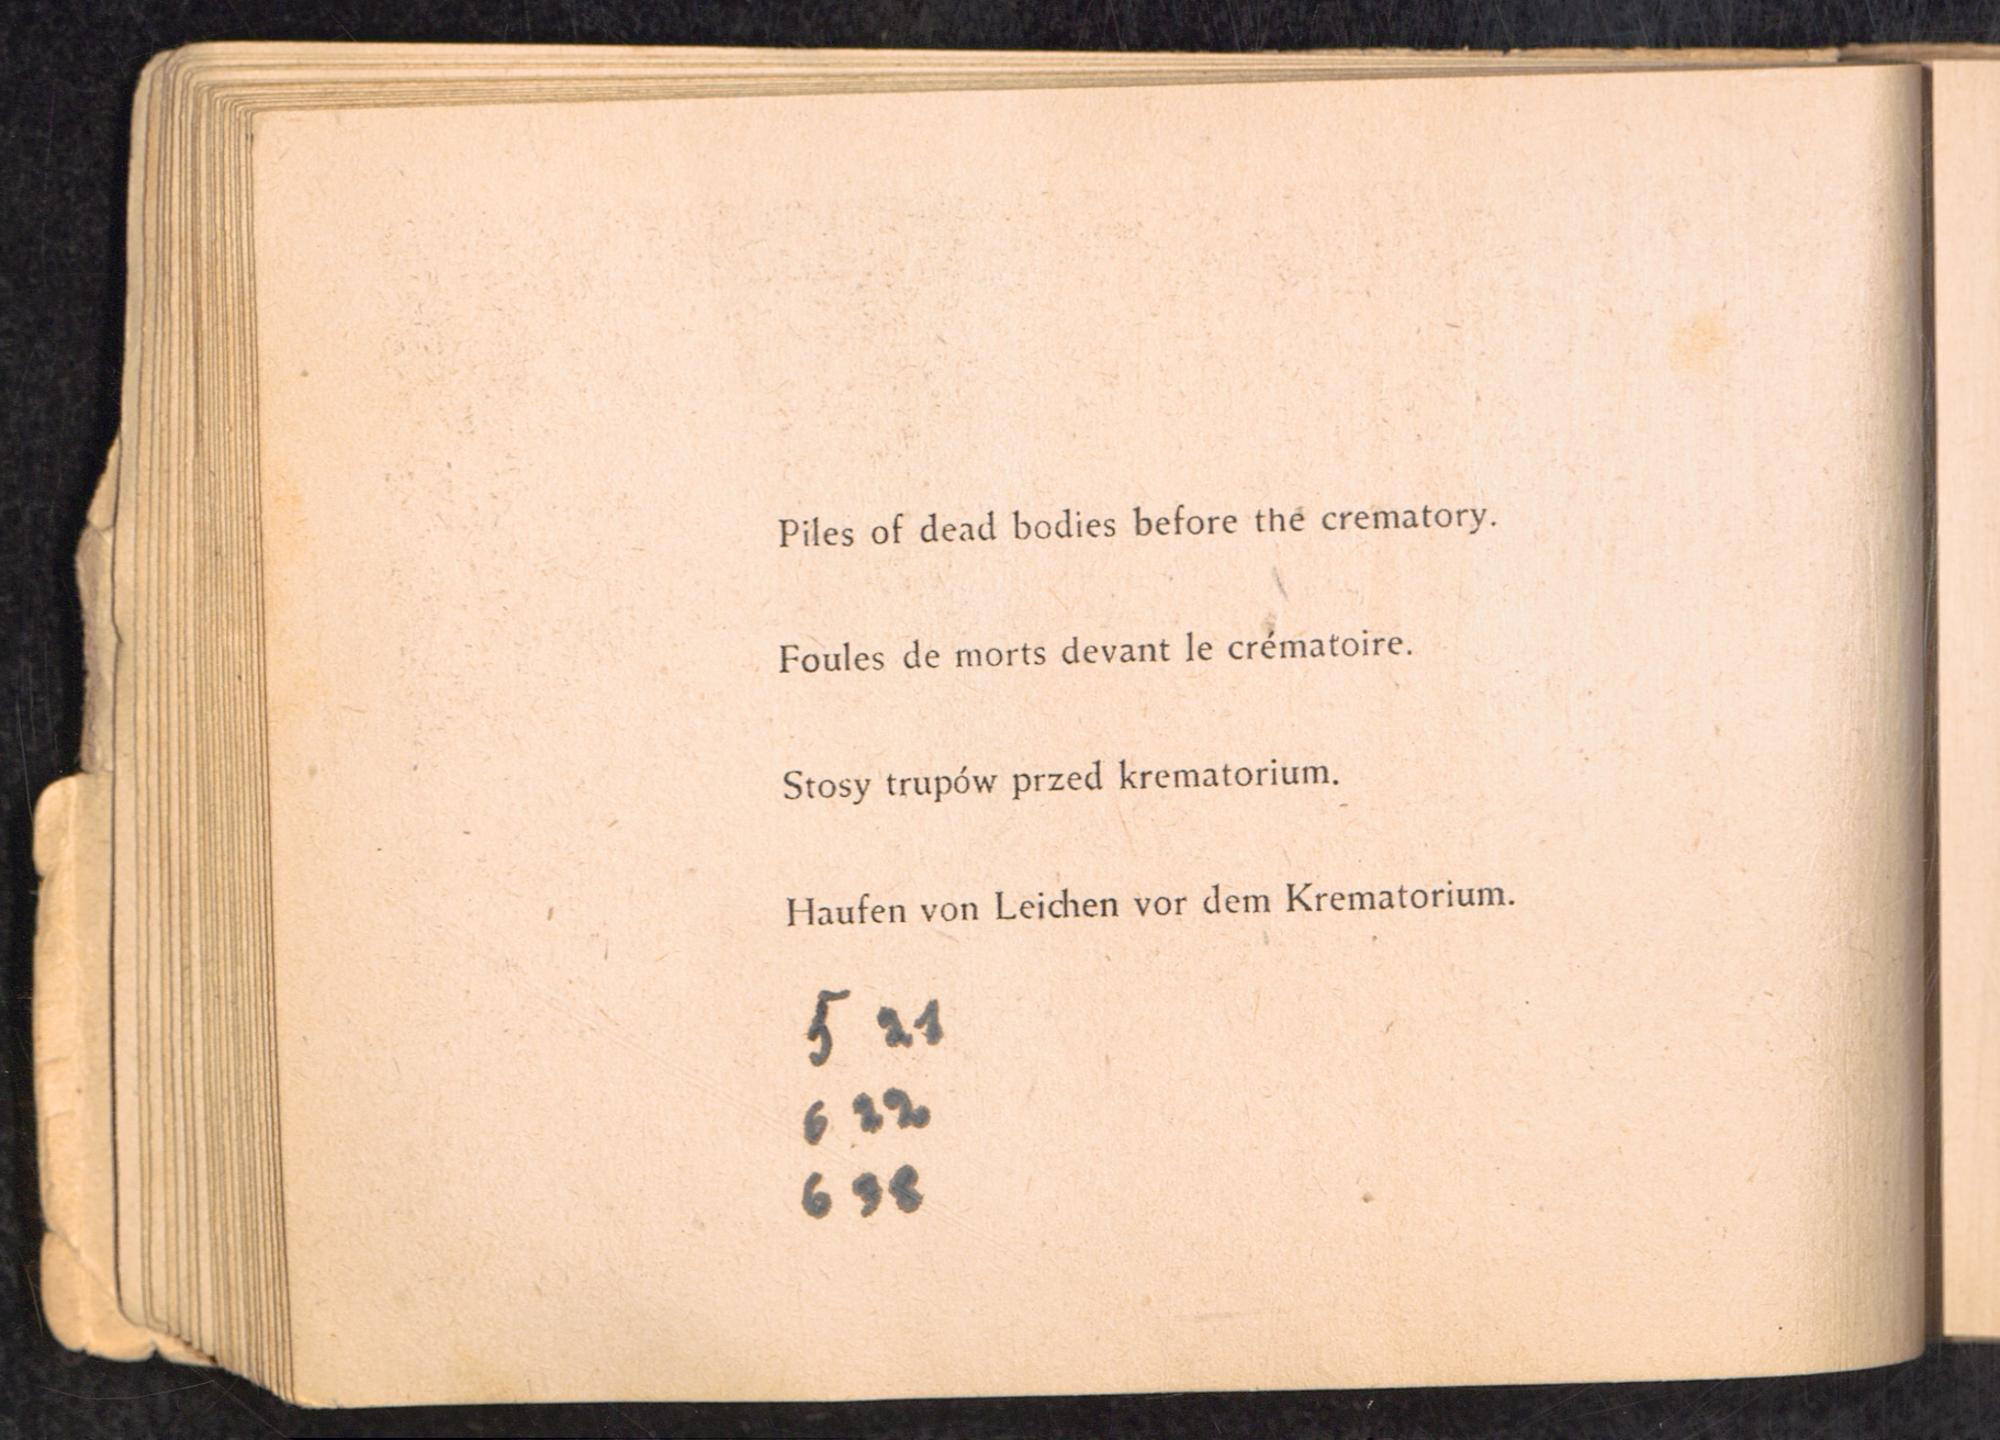 Piles of dead bodies before the crematory.
Foules de morts devant le crématoire.
Stosy trupów przed krematorium.
Haufen von Leichen vor dem Krematorium.
5 21
6 22
6 98